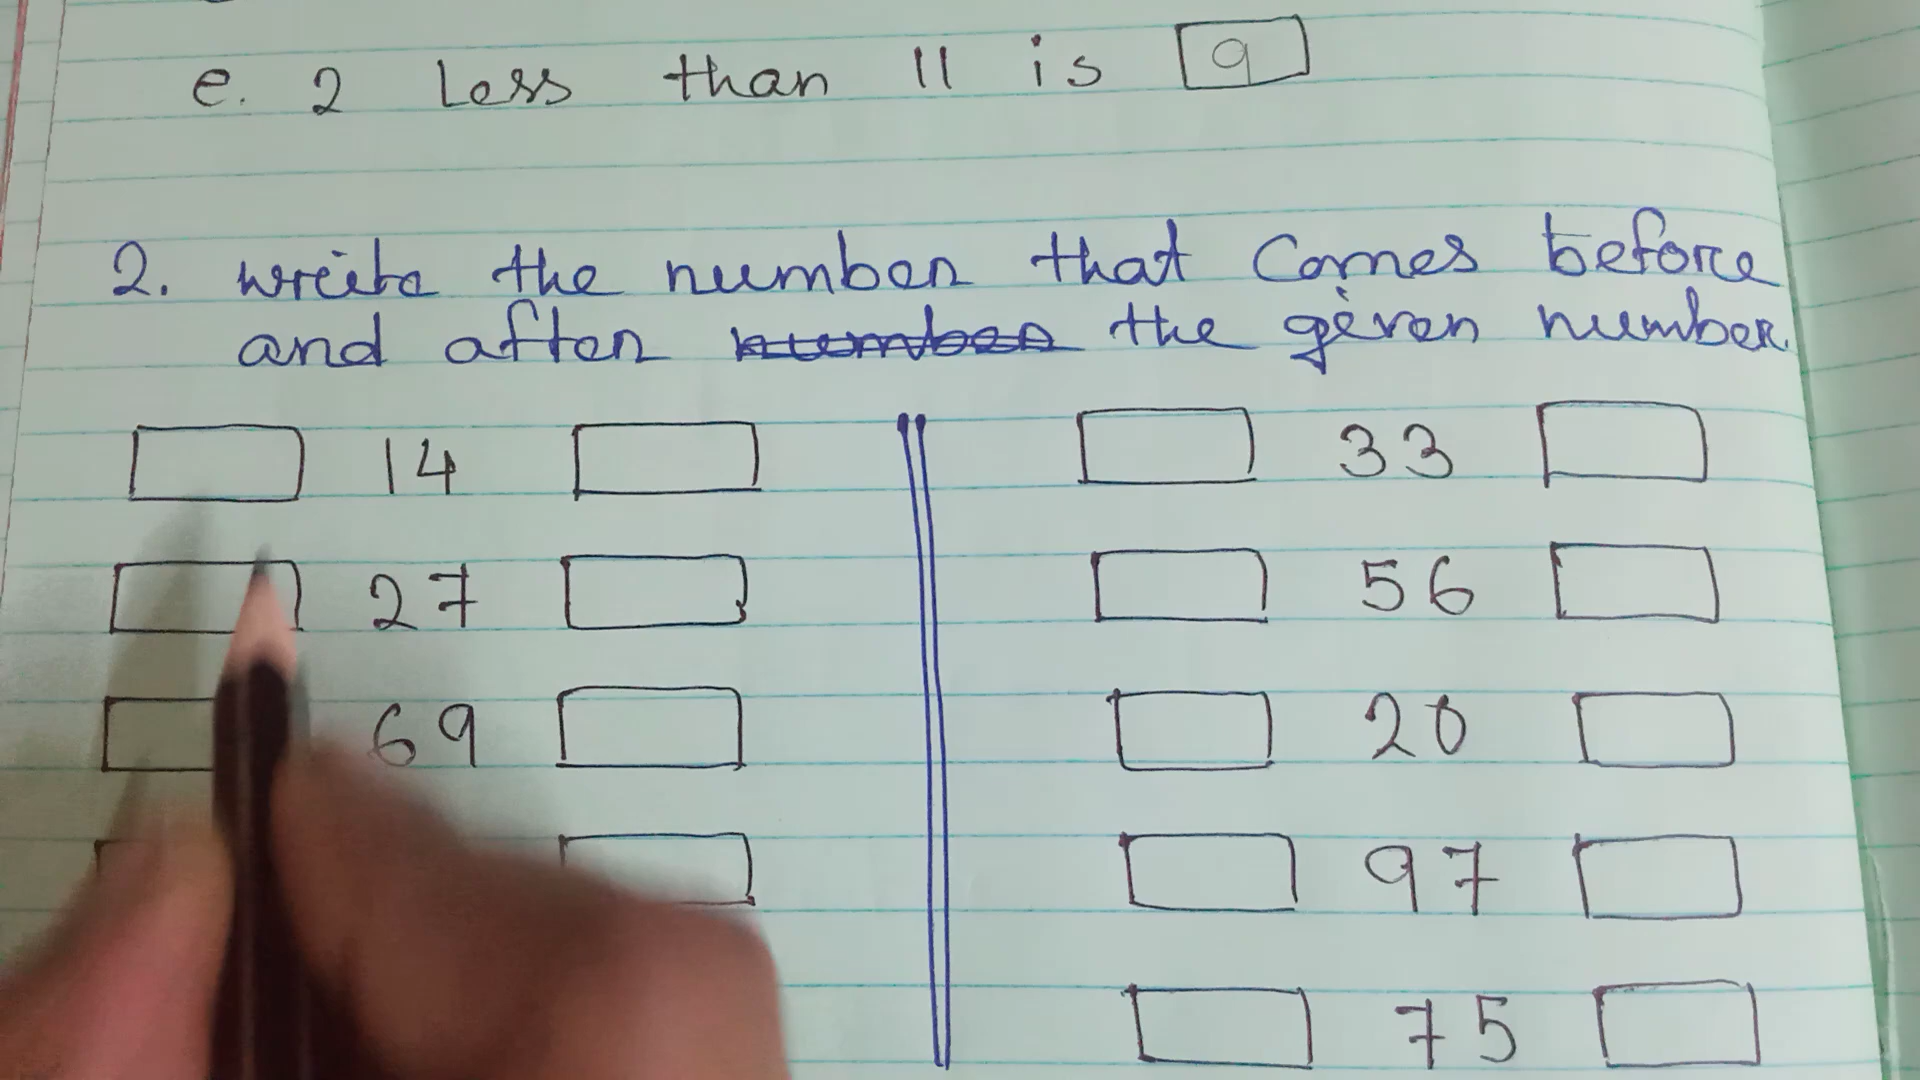 e. 2 Less than 11 is 9
2. write the number that comes before
and after number the given number.
14 33
27 56
69 20
97
75